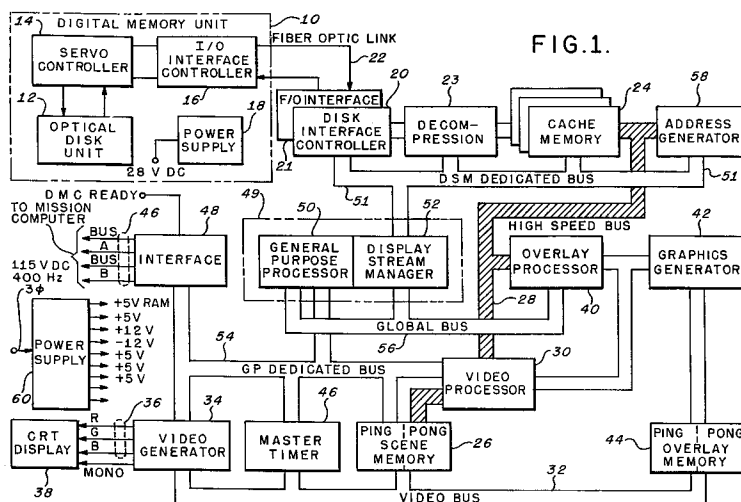 14
DIGITAL MEMORY UNIT
10
SERVO
CONTROLLER
I/O
INTERFACE
CONTROLLER
FIBER OPTIC LINK
22
FIG.1.
12
16
18
OPTICAL
DISK
UNIT
POWER
SUPPLY
28 V DC
20
F/O INTERFACE
DISK
INTERFACE
CONTROLLER
21
23
DECOM-
PRESSION
24
CACHE
MEMORY
58
ADDRESS
GENERATOR
51
51
DSM DEDICATED BUS
DMC READY
TO MISSION
COMPUTER
46
BUS
A
BUS
B
48
INTERFACE
49
50
GENERAL
PURPOSE
PROCESSOR
52
DISPLAY
STREAM
MANAGER
HIGH SPEED BUS
42
OVERLAY
PROCESSOR
40
GRAPHICS
GENERATOR
28
115 V DC
400 Hz
3φ
POWER
SUPPLY
60
+5V RAM
+5V
+12 V
-12 V
+5V
+5V
+5V
54
GLOBAL BUS
56
GP DEDICATED BUS
30
VIDEO
PROCESSOR
36
R
G
B
MONO
CRT
DISPLAY
38
34
VIDEO
GENERATOR
46
MASTER
TIMER
PING PONG
SCENE
MEMORY
26
44
PING PONG
OVERLAY
MEMORY
32
VIDEO BUS